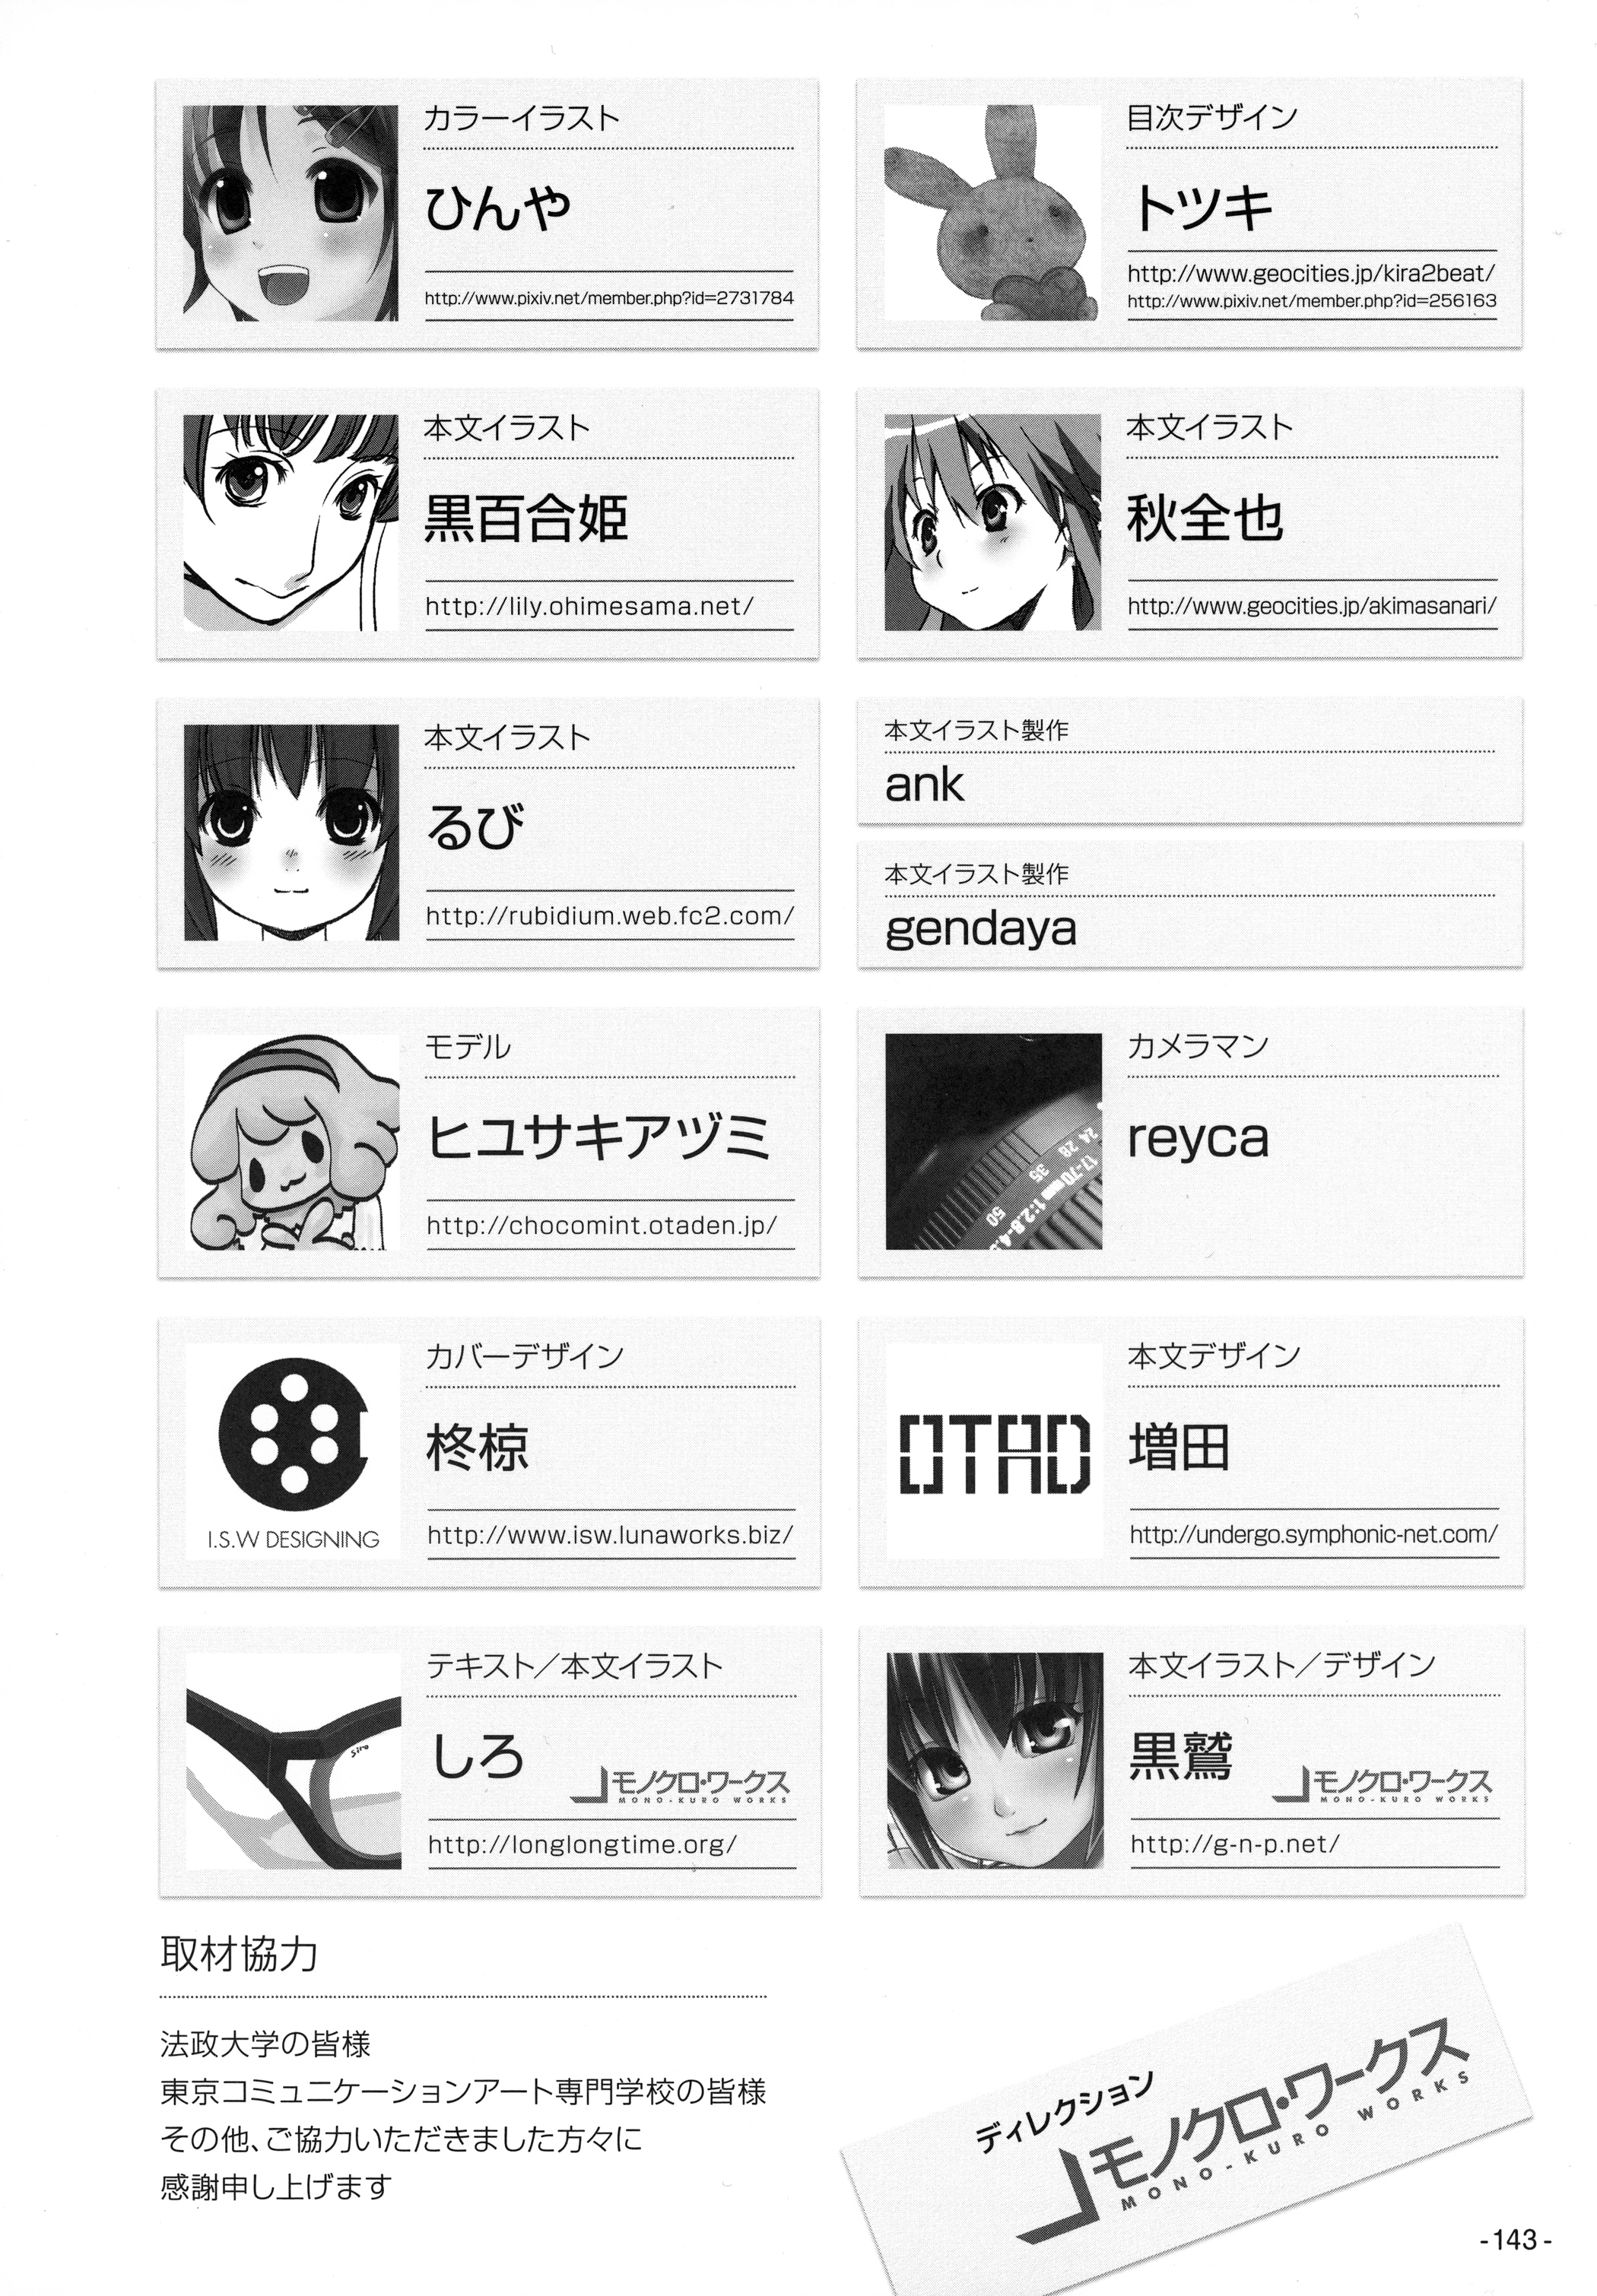 カラーイラスト
ひんや
http://www.pixiv.net/member.php?id=2731784
目次デザイン
トツキ
http://www.geocities.jp/kira2beat/
http://www.pixiv.net/member.php?id=256163
本文イラスト
黒百合姫
http://lily.ohimesama.net/
本文イラスト
秋全也
http://www.geocities.jp/akimasanari/
本文イラスト
るび
http://rubidium.web.fc2.com/
本文イラスト製作
ank
本文イラスト製作
gendaya
モデル
ヒユサキアヅミ
http://chocomint.otaden.jp/
カメラマン
24 28 35 50
17-70 1:2.8-4.5
reyca
カバーデザイン
I.S.W DESIGNING
柊椋
http://www.isw.lunaworks.biz/
本文デザイン
OTAD
増田
http://undergo.symphonic-net.com/
テキスト／本文イラスト
siro
しろ
モノクロ・ワークス
MONO-KURO WORKS
http://longlongtime.org/
本文イラスト／デザイン
黒鷲
モノクロ・ワークス
MONO-KURO WORKS
http://g-n-p.net/
取材協力
法政大学の皆様
東京コミュニケーションアート専門学校の皆様
その他、ご協力いただきました方々に
感謝申し上げます
ディレクション
モノクロ・ワークス
MONO-KURO WORKS
-143-